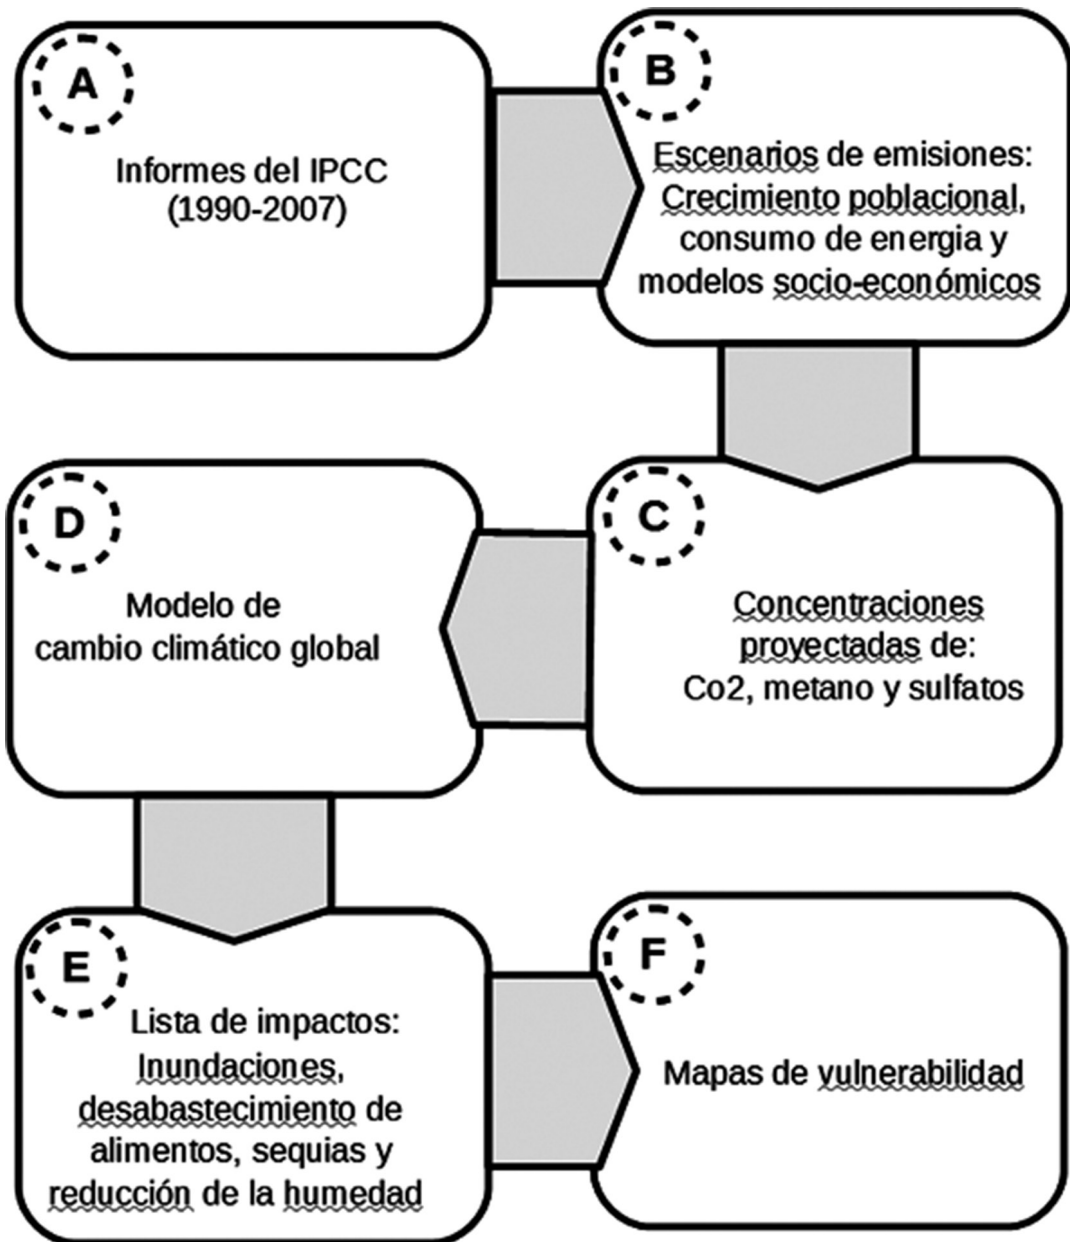 A
Informes del IPCC
(1990-2007)
B
Escenarios de emisiones:
Crecimiento poblacional,
consumo de energia y
modelos socio-económicos
C
Concentraciones
proyectadas de:
Co2, metano y sulfatos
D
Modelo de
cambio climático global
E
Lista de impactos:
Inundaciones,
desabastecimiento de
alimentos, sequias y
reducción de la humedad
F
Mapas de vulnerabilidad